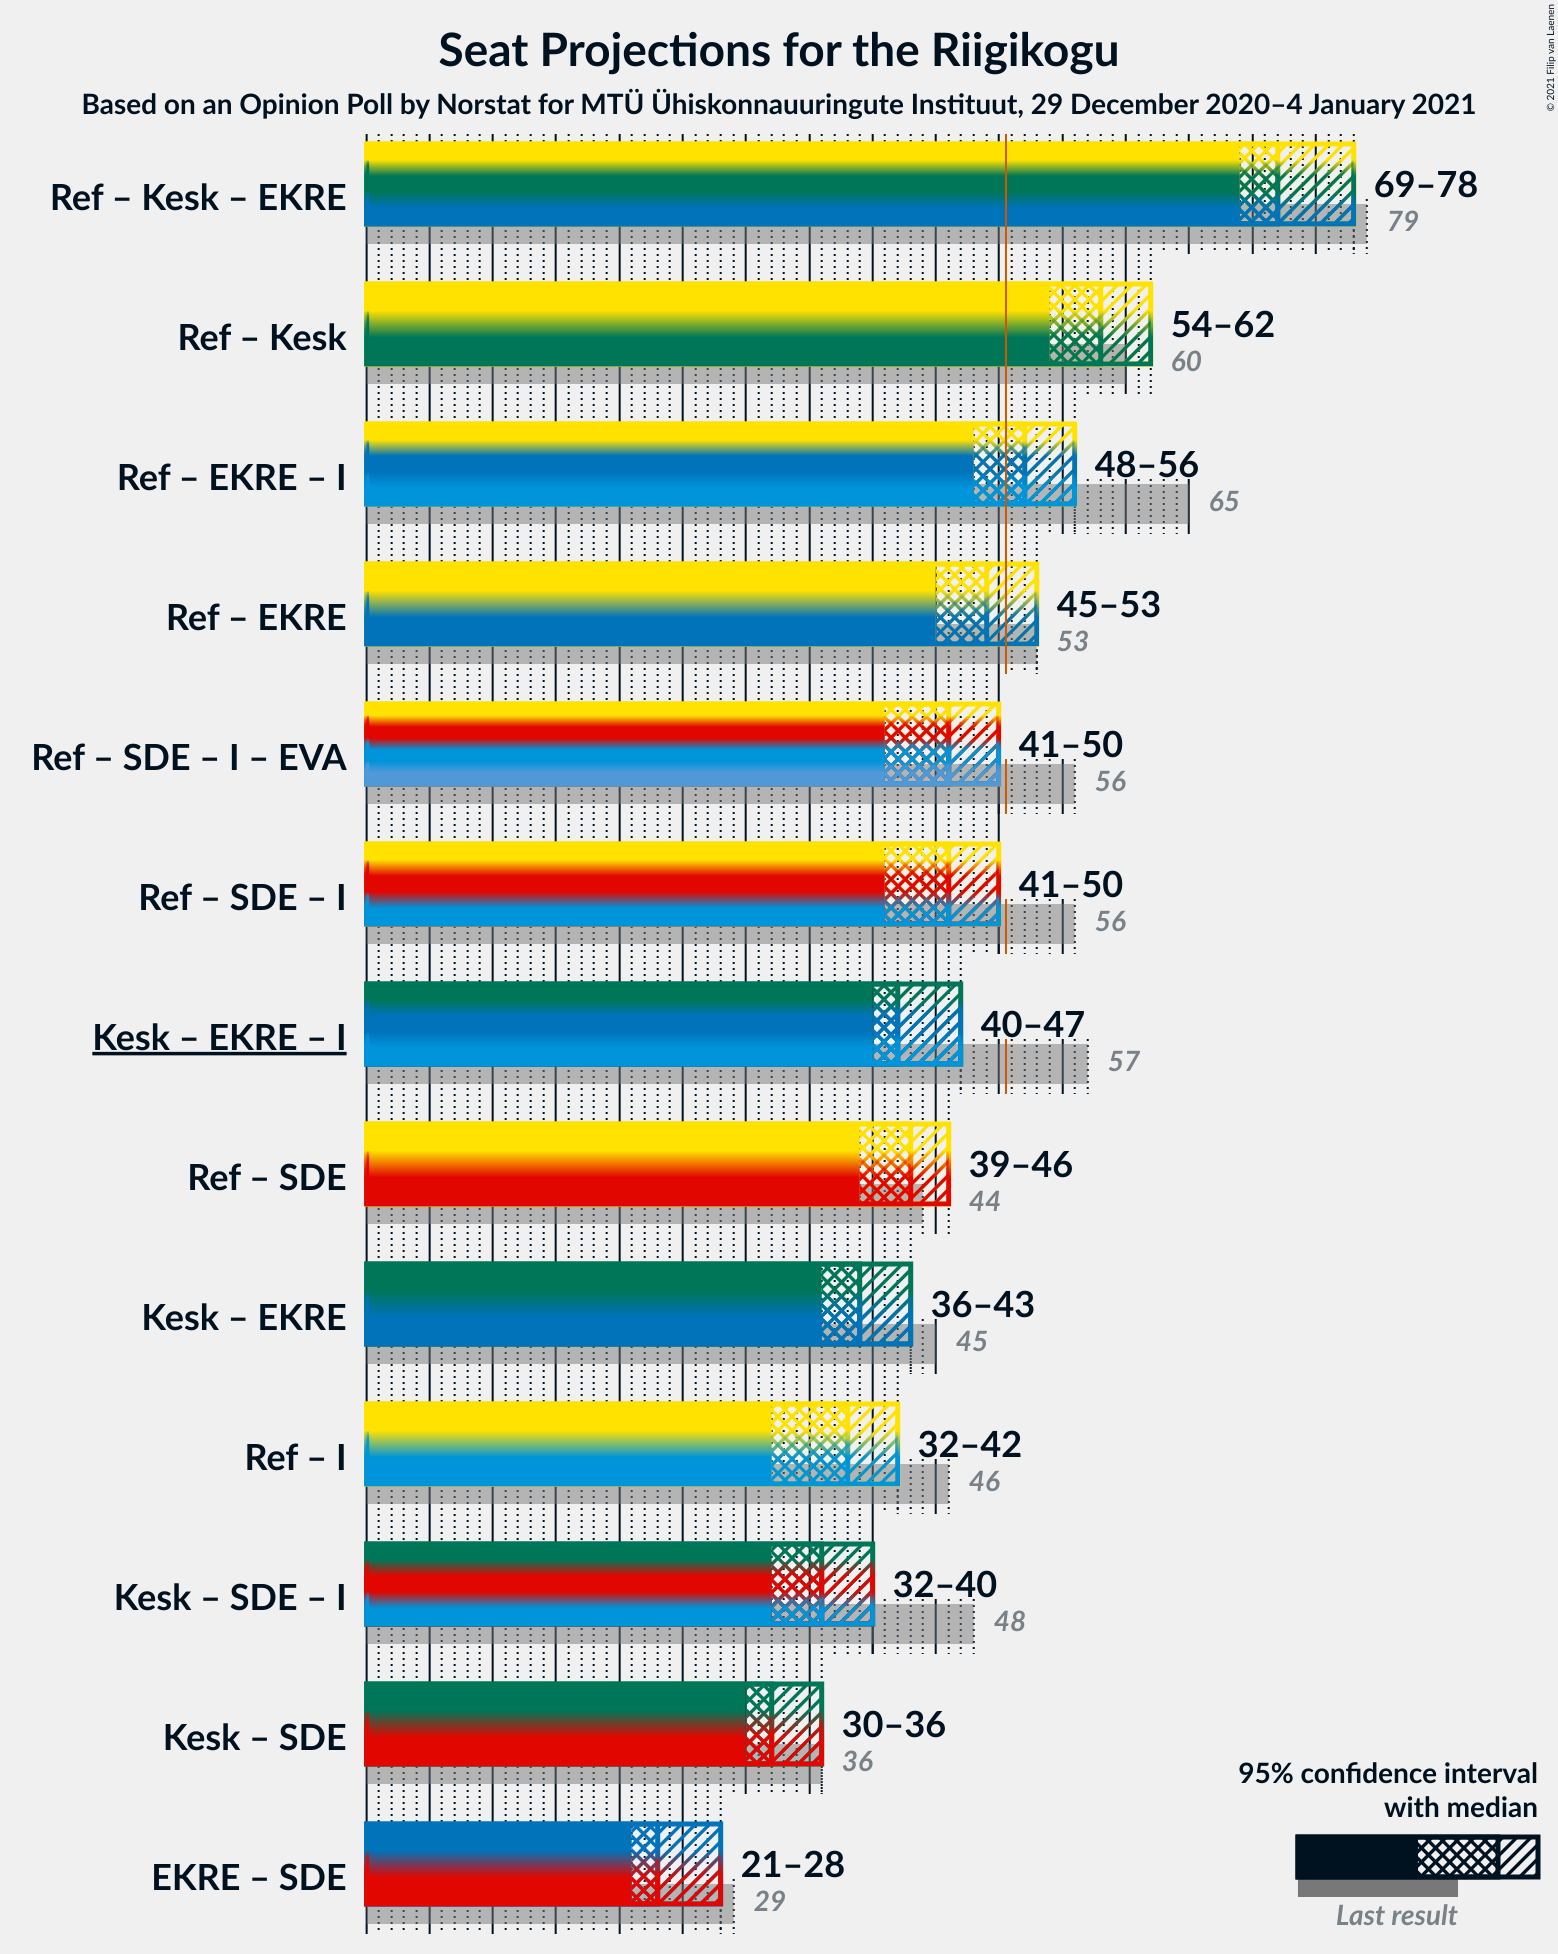 Seat Projections for the Riigikogu
Based on an Opinion Poll by Norstat for MTÜ Ühiskonnauuringute Instituut, 29 December 2020–4 January 2021
© 2021 Filip van Laenen
Ref – Kesk – EKRE
69–78
79
Ref – Kesk
54–62
60
Ref – EKRE – I
48–56
65
Ref – EKRE
45–53
53
Ref – SDE – I – EVA
41–50
56
Ref – SDE – I
41–50
56
Kesk – EKRE – I
40–47
57
Ref – SDE
39–46
44
Kesk – EKRE
36–43
45
Ref – I
32–42
46
Kesk – SDE – I
32–40
48
Kesk – SDE
30–36
36
EKRE – SDE
21–28
29
95% confidence interval
with median
Last result